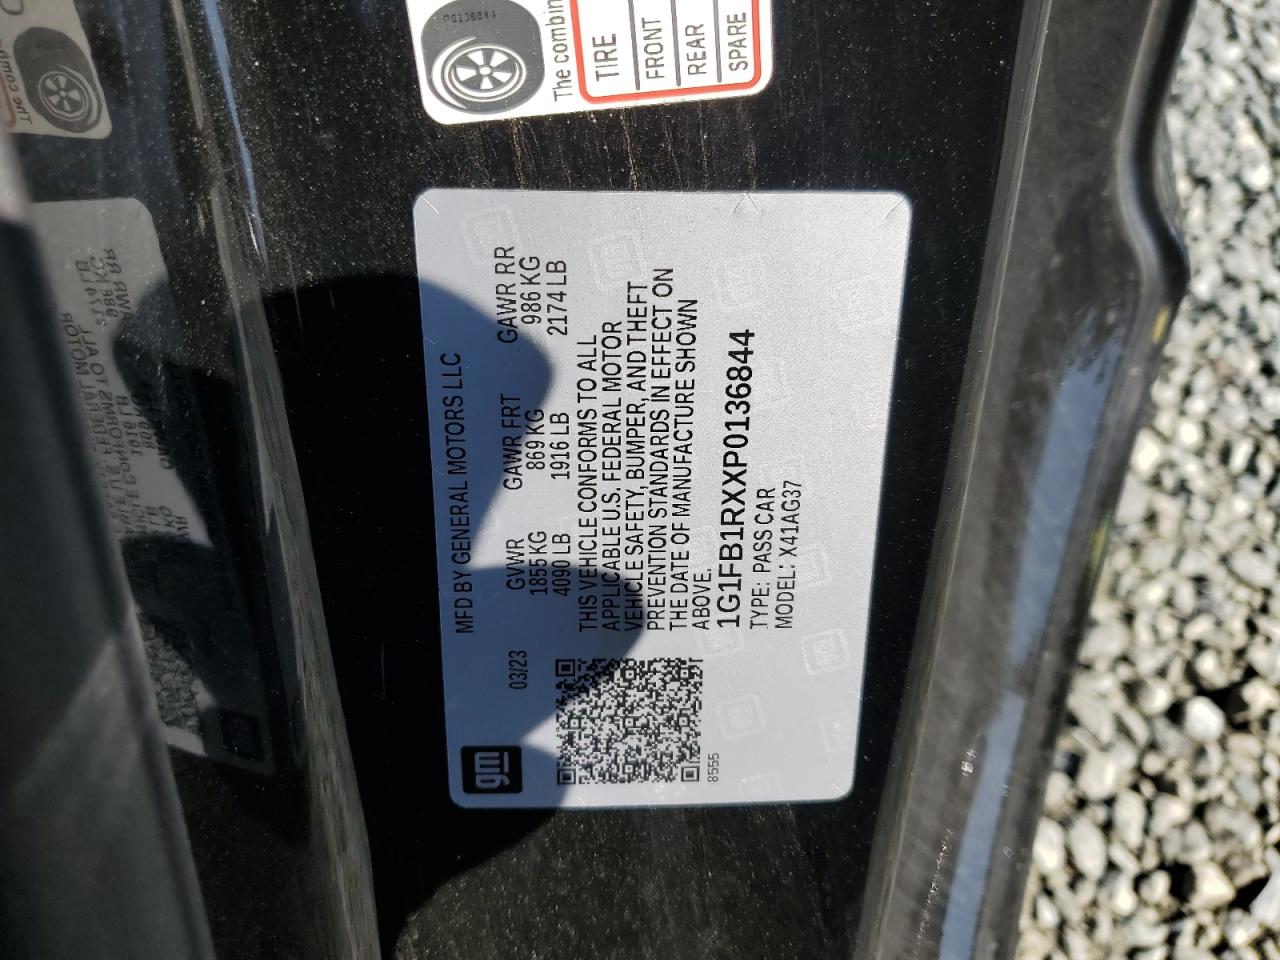 P0136844
The combin
TIRE
FRONT
REAR
SPARE
MFD BY GENERAL MOTORS LLC
03/23
GVWR GAWR FRT GAWR RR
1855 KG 869 KG 986 KG
4090 LB 1916 LB 2174 LB
THIS VEHICLE CONFORMS TO ALL
APPLICABLE U.S. FEDERAL MOTOR
VEHICLE SAFETY, BUMPER, AND THEFT
PREVENTION STANDARDS IN EFFECT ON
THE DATE OF MANUFACTURE SHOWN
ABOVE.
1G1FB1RXXP0136844
TYPE: PASS CAR
MODEL: X41AG37
gm
8555